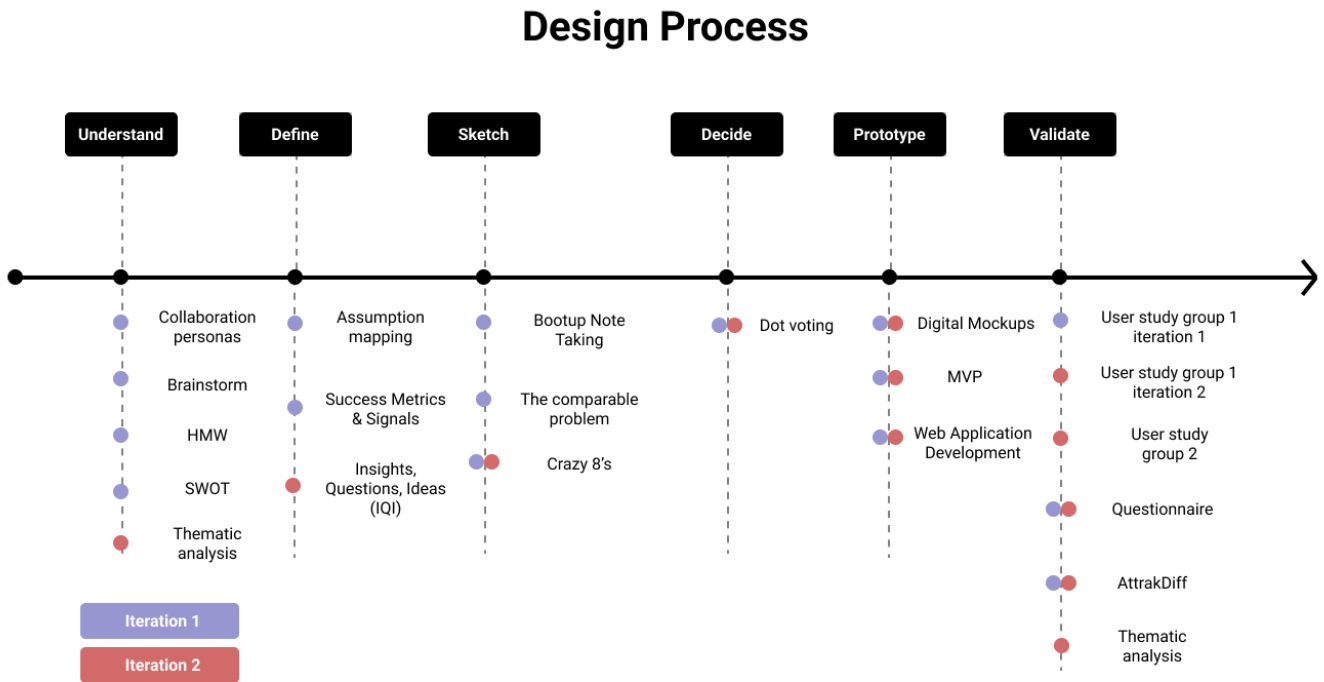 Design Process
Understand
Define
Sketch
Decide
Prototype
Validate
Collaboration
personas
Brainstorm
HMW
SWOT
Thematic
analysis
Assumption
mapping
Success Metrics
& Signals
Insights,
Questions, Ideas
(IQI)
Bootup Note
Taking
The comparable
problem
Crazy 8's
Dot voting
Digital Mockups
MVP
Web Application
Development
User study group 1
iteration 1
User study group 1
iteration 2
User study
group 2
Questionnaire
AttrakDiff
Thematic
analysis
Iteration 1
Iteration 2